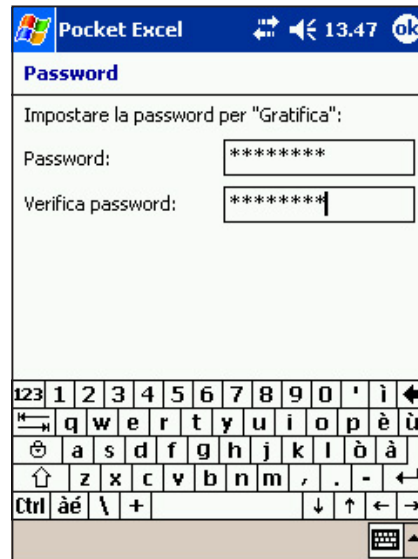 Pocket Excel 13.47 ok
Password
Impostare la password per "Gratifica":
Password: ********
Verifica password: ********
123 1 2 3 4 5 6 7 8 9 0 ' ì
q w e r t y u i o p è ù
a s d f g h j k l ò à
z x c v b n m , . -
Ctrl àé \ +